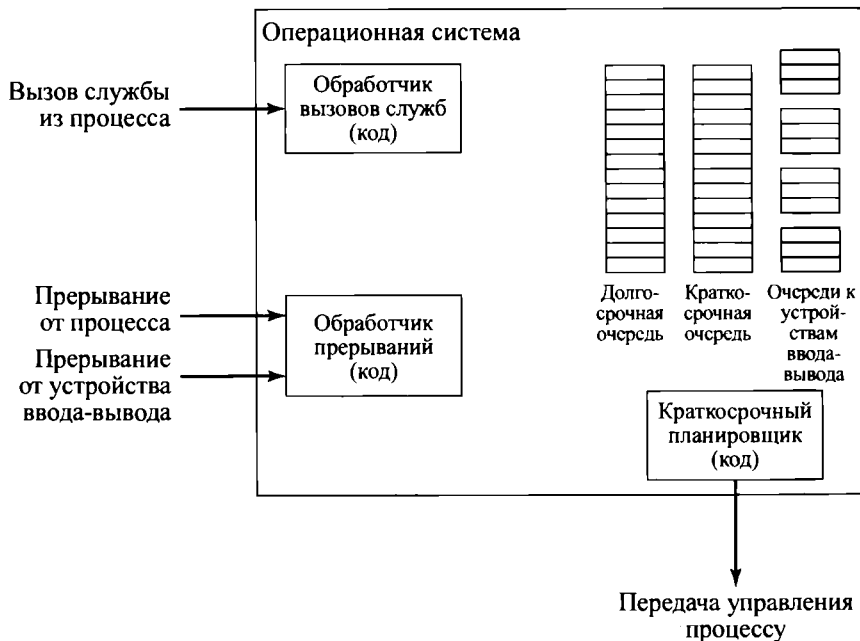 Операционная система
Вызов службы
из процесса
Обработчик
вызовов служб
(код)
Прерывание
от процесса
Прерывание
от устройства
ввода-вывода
Обработчик
прерываний
(код)
Долго-
срочная
очередь
Кратко-
срочная
очередь
Очереди к
устрой-
ствам
ввода-
вывода
Краткосрочный
планировщик
(код)
Передача управления
процессу